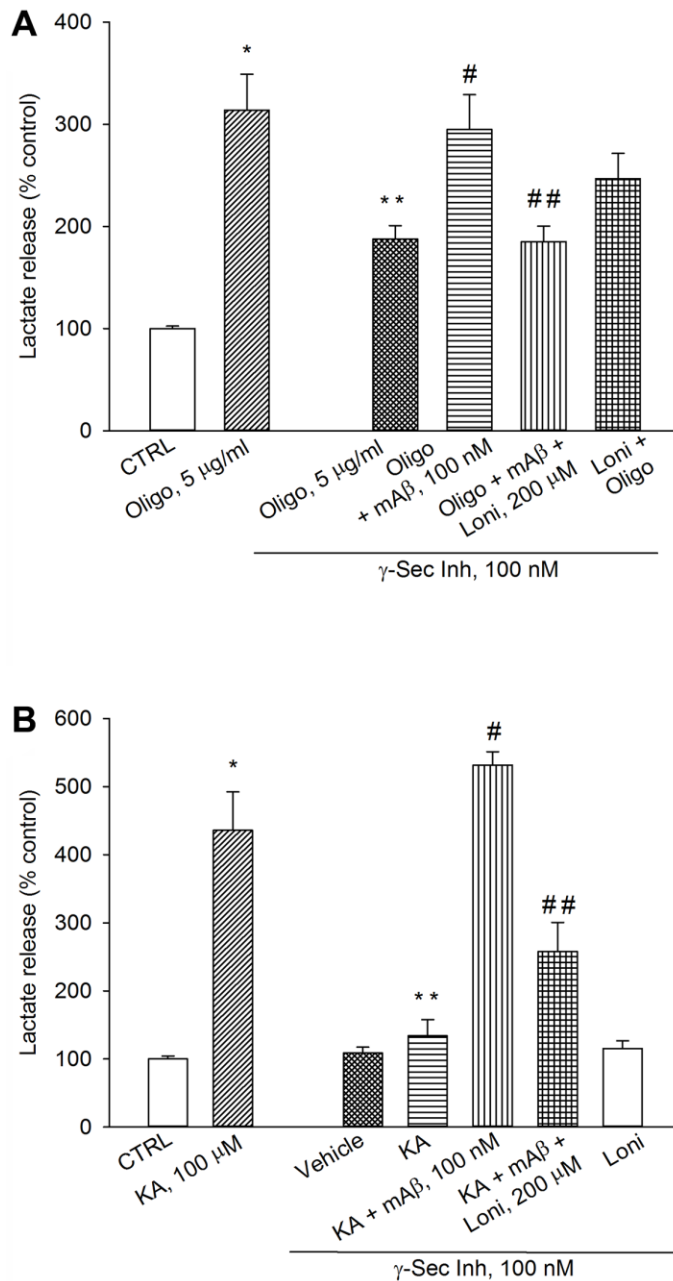 A
Lactate release (% control)
400
300
200
100
0
*
**
#
##
CTRL
Oligo, 5 μg/ml
Oligo, 5 μg/ml
Oligo
+ mAβ, 100 nM
Oligo + mAβ +
Loni, 200 μM
Loni +
Oligo
γ-Sec Inh, 100 nM
B
Lactate release (% control)
600
500
400
300
200
100
0
*
**
#
##
CTRL
KA, 100 μM
Vehicle
KA
KA + mAβ, 100 nM
KA + mAβ +
Loni, 200 μM
Loni
γ-Sec Inh, 100 nM